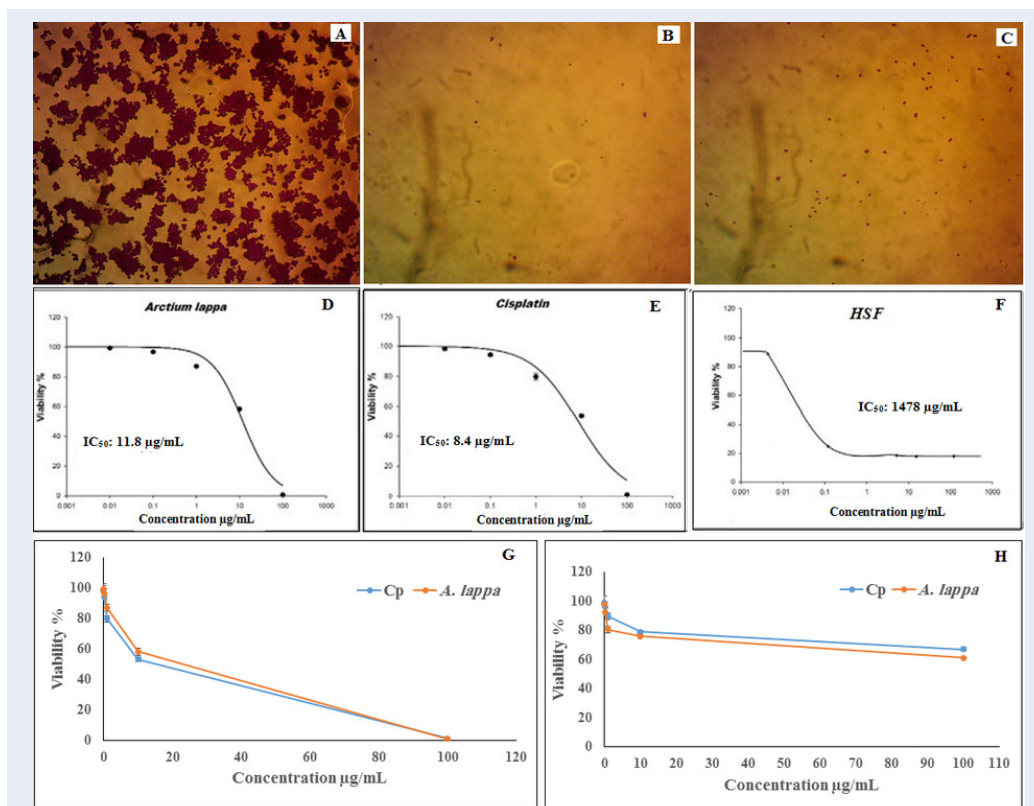 A
B
C
Arctium lappa
D
Viability %
120
100
80
60
40
20
0
IC₅₀: 11.8 µg/mL
0.001 0.01 0.1 1 10 100 1000
Concentration µg/mL
Cisplatin
E
Viability %
120
100
80
60
40
20
0
IC₅₀: 8.4 µg/mL
0.001 0.01 0.1 1 10 100 1000
Concentration µg/mL
HSF
F
Viability %
120
100
80
60
40
20
0
IC₅₀: 1478 µg/mL
0.001 0.01 0.1 1 10 100 1000
Concentration µg/mL
G
Cp A. lappa
Viability %
120
100
80
60
40
20
0
0 20 40 60 80 100 120
Concentration µg/mL
H
Cp A. lappa
Viability %
120
100
80
60
40
20
0
0 10 20 30 40 50 60 70 80 90 100 110
Concentration µg/mL